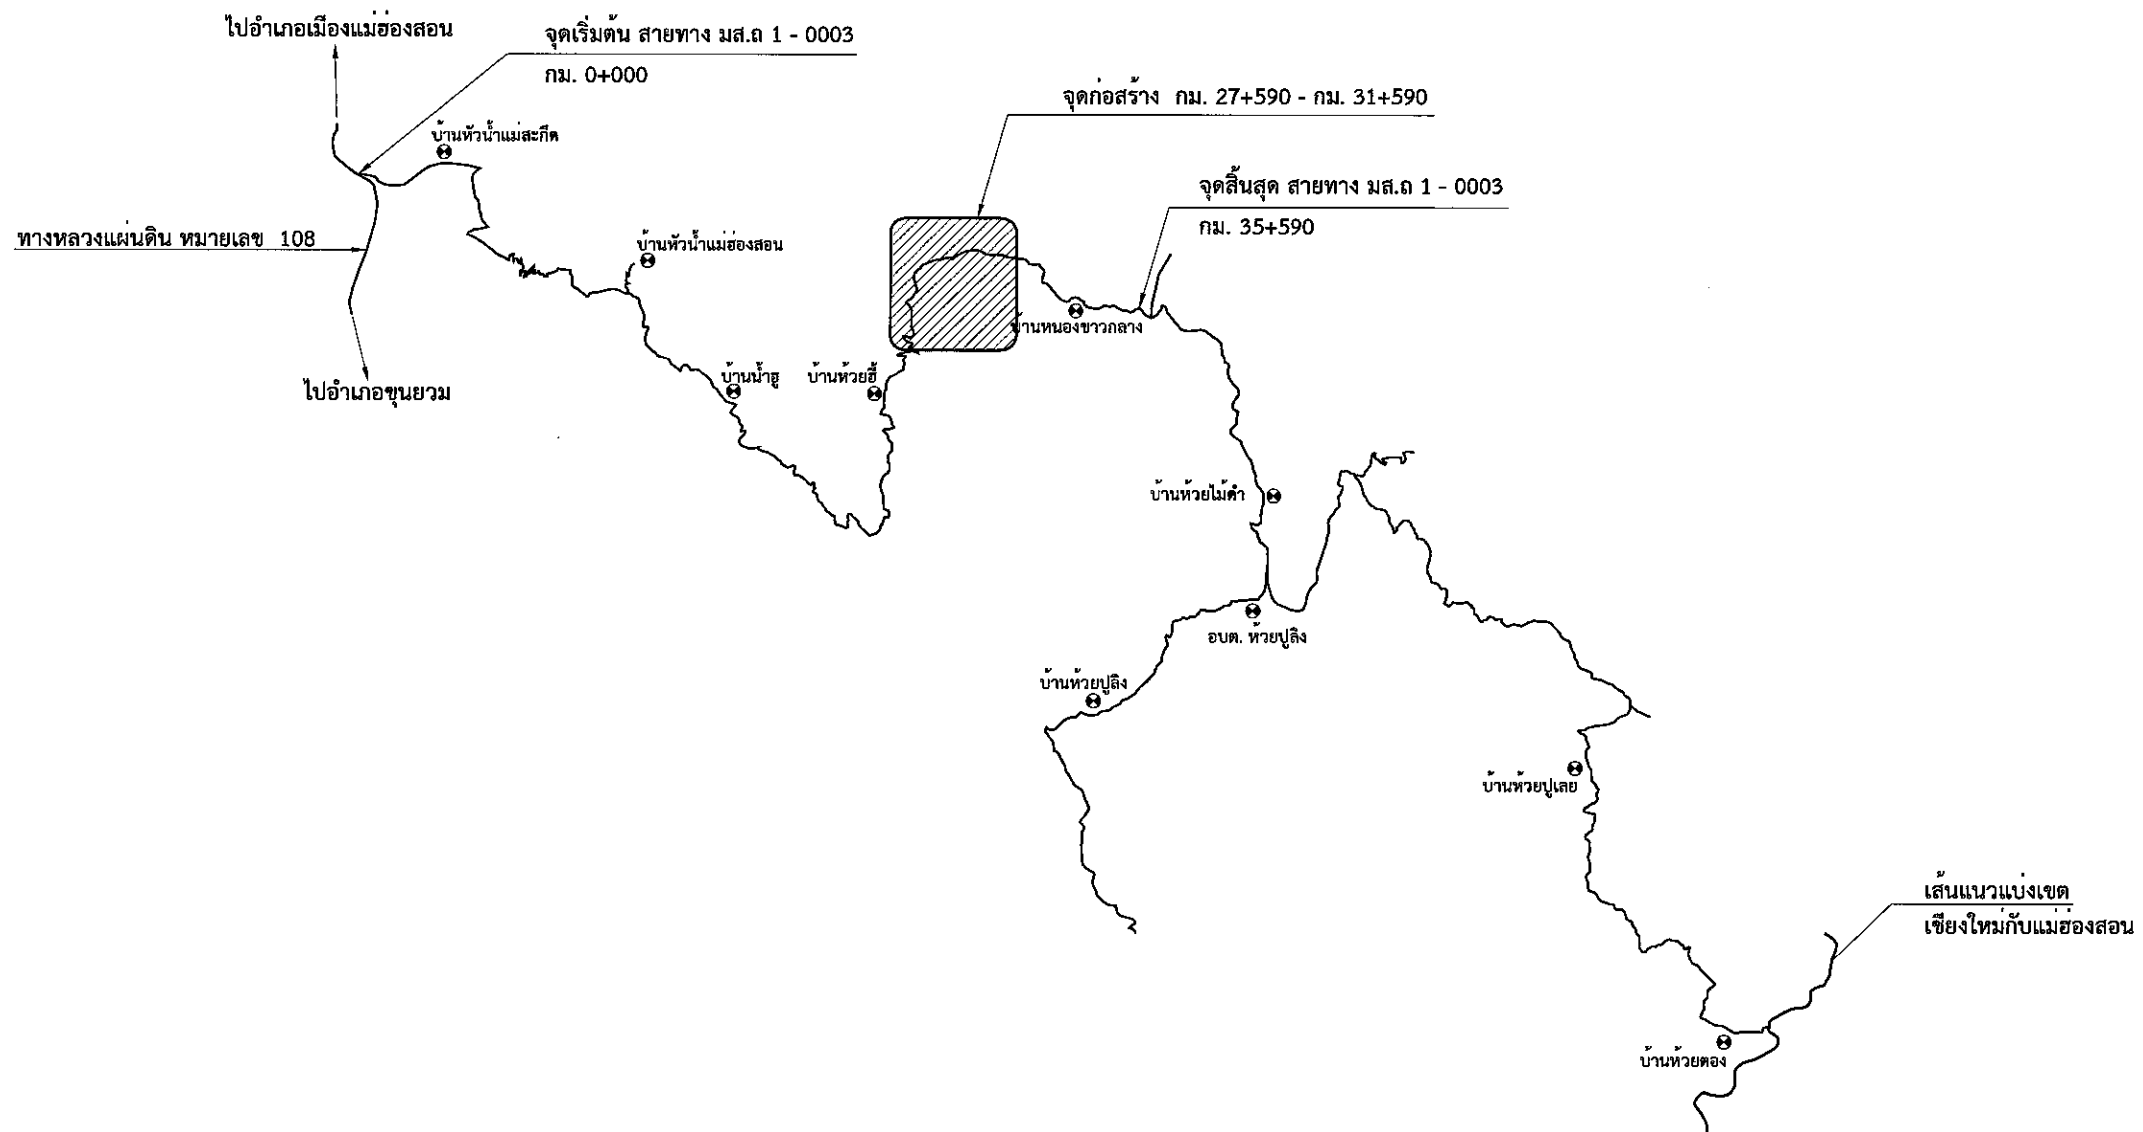 ไปอำเภอเมืองแม่ฮ่องสอน
จุดเริ่มต้น สายทาง มส.ถ 1 - 0003
กม. 0+000
จุดก่อสร้าง กม. 27+590 - กม. 31+590
บ้านหัวน้ำแม่สะกึด
จุดสิ้นสุด สายทาง มส.ถ 1 - 0003
กม. 35+590
ทางหลวงแผ่นดิน หมายเลข 108
บ้านหัวน้ำแม่ฮ่องสอน
บ้านหนองขาวกลาง
ไปอำเภอขุนยวม
บ้านน้ำฮู
บ้านห้วยฮี้
บ้านห้วยไม้ดำ
อบต. ห้วยปูลิง
บ้านห้วยปูลิง
บ้านห้วยปูเลย
เส้นแนวแบ่งเขต
เชียงใหม่กับแม่ฮ่องสอน
บ้านห้วยตอง